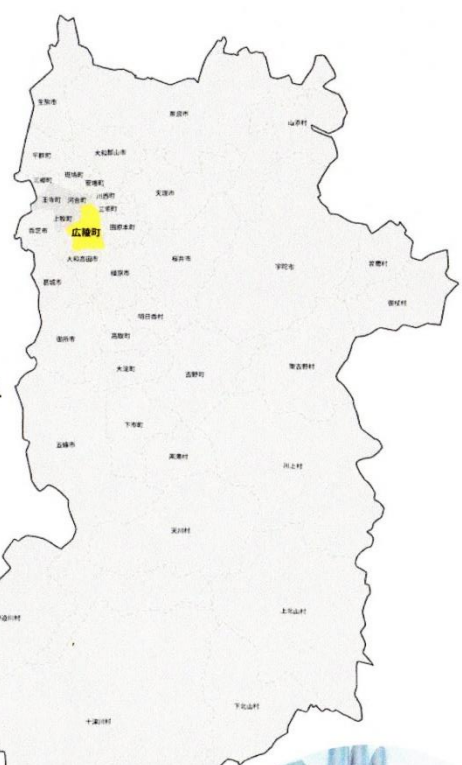 生駒市
奈良市
山添村
平群町
大和郡山市
三郷町
斑鳩町
安堵町
天理市
王寺町
河合町
川西町
三宅町
上牧町
香芝市
広陵町
田原本町
大和高田市
橿原市
桜井市
宇陀市
曽爾村
葛城市
御杖村
明日香村
御所市
高取町
大淀町
吉野町
東吉野村
下市町
五條市
黒滝村
川上村
天川村
上北山村
迫川村
下北山村
十津川村